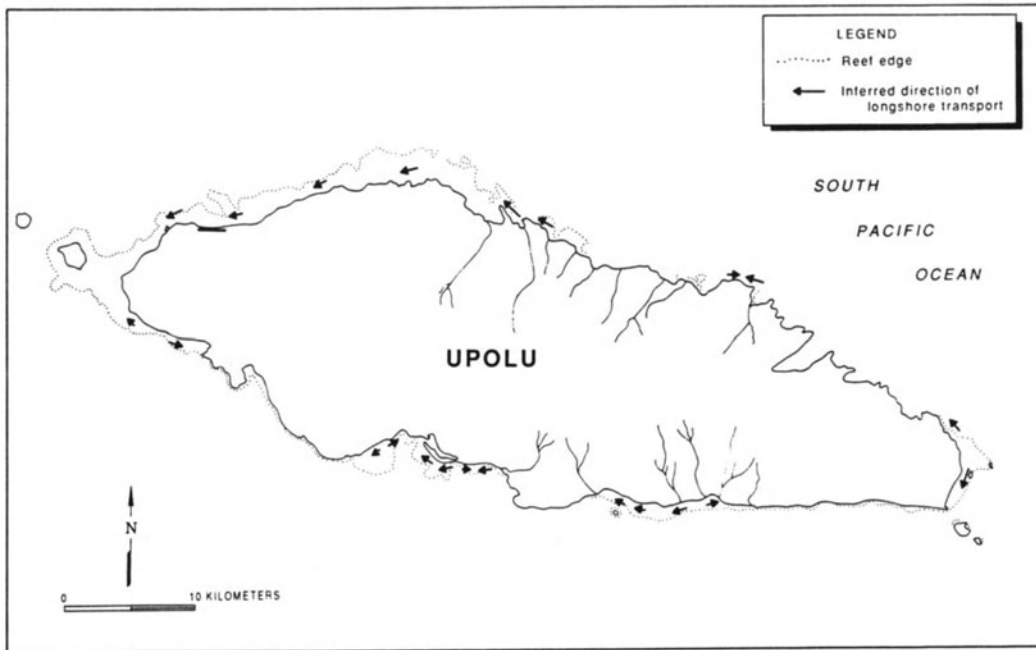 LEGEND
Reef edge
Inferred direction of
longshore transport
SOUTH
PACIFIC
OCEAN
UPOLU
N
0 10 KILOMETERS